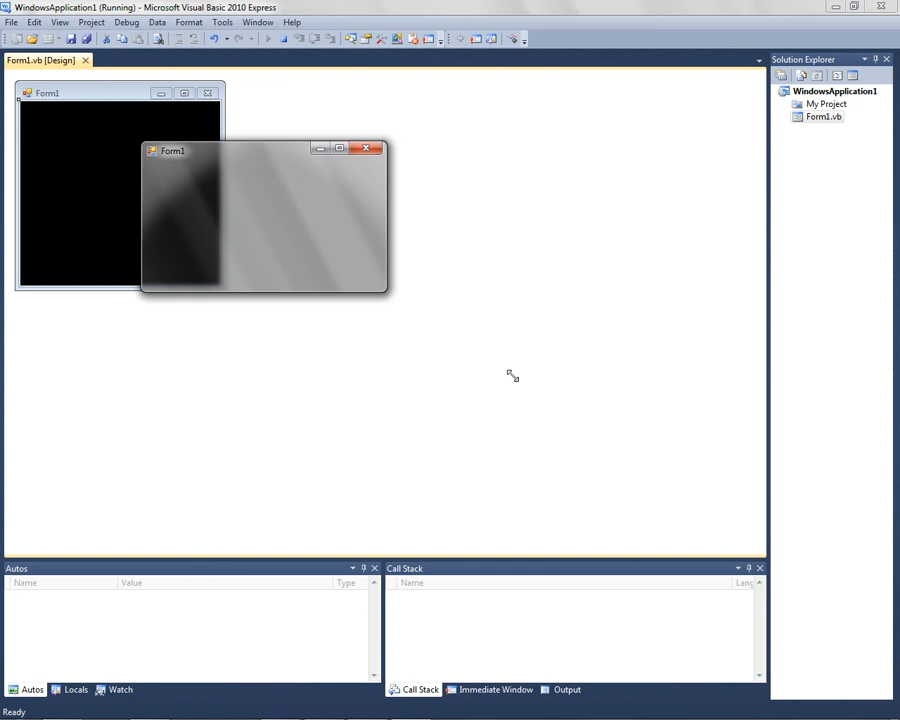 WindowsApplication1 (Running) - Microsoft Visual Basic 2010 Express
File Edit View Project Debug Data Format Tools Window Help
Form1.vb [Design]
Solution Explorer
Form1
WindowsApplication1
My Project
Form1.vb
Form1
Autos
Call Stack
Name Value Type
Name Lang
Autos Locals Watch
Call Stack Immediate Window Output
Ready